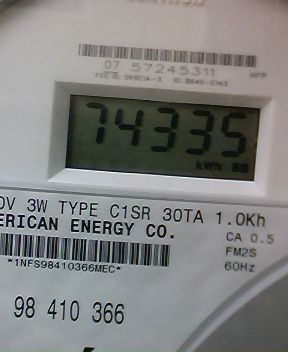 07 57245311
74335
kWh
0V 3W TYPE C1SR 30TA 1.0Kh
ERICAN ENERGY CO.
CA 0.5
FM2S
60Hz
*1NFS98410366MEC*
98 410 366